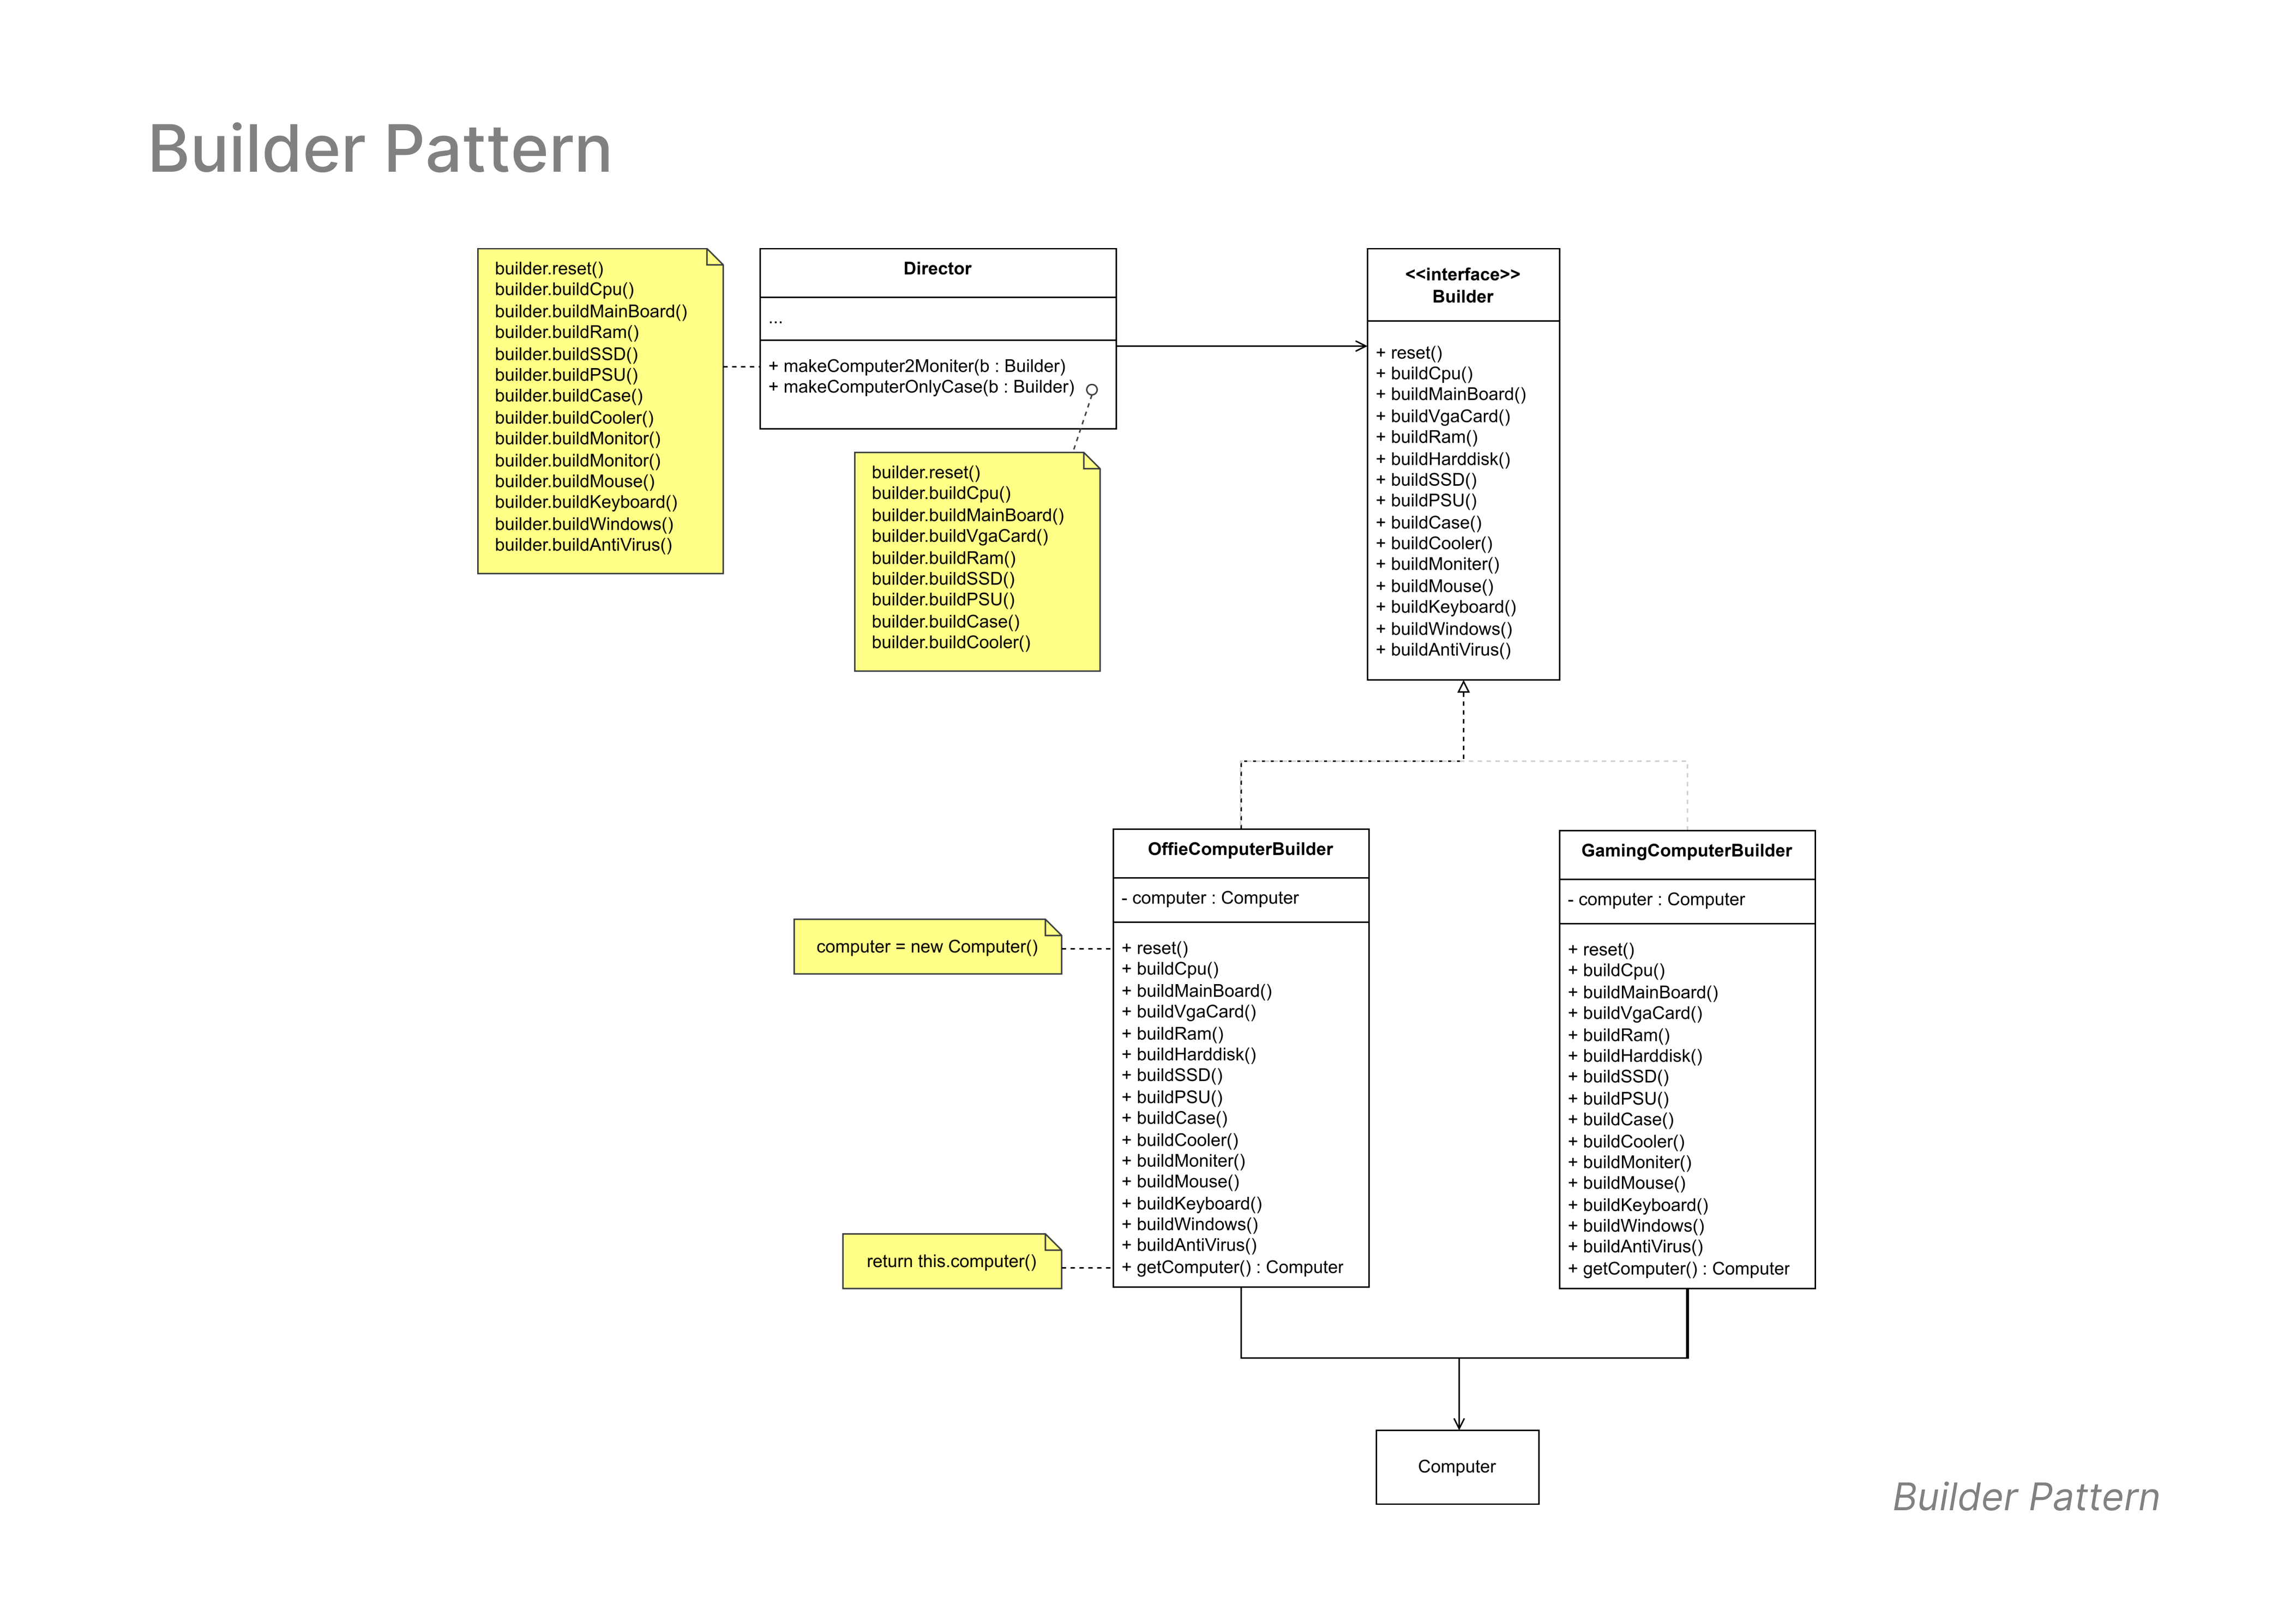 Builder Pattern
builder.reset()
builder.buildCpu()
builder.buildMainBoard()
builder.buildRam()
builder.buildSSD()
builder.buildPSU()
builder.buildCase()
builder.buildCooler()
builder.buildMonitor()
builder.buildMonitor()
builder.buildMouse()
builder.buildKeyboard()
builder.buildWindows()
builder.buildAntiVirus()
Director
...
+ makeComputer2Moniter(b : Builder)
+ makeComputerOnlyCase(b : Builder)
builder.reset()
builder.buildCpu()
builder.buildMainBoard()
builder.buildVgaCard()
builder.buildRam()
builder.buildSSD()
builder.buildPSU()
builder.buildCase()
builder.buildCooler()
<<interface>>
Builder
+ reset()
+ buildCpu()
+ buildMainBoard()
+ buildVgaCard()
+ buildRam()
+ buildHarddisk()
+ buildSSD()
+ buildPSU()
+ buildCase()
+ buildCooler()
+ buildMoniter()
+ buildMouse()
+ buildKeyboard()
+ buildWindows()
+ buildAntiVirus()
computer = new Computer()
return this.computer()
OffieComputerBuilder
- computer : Computer
+ reset()
+ buildCpu()
+ buildMainBoard()
+ buildVgaCard()
+ buildRam()
+ buildHarddisk()
+ buildSSD()
+ buildPSU()
+ buildCase()
+ buildCooler()
+ buildMoniter()
+ buildMouse()
+ buildKeyboard()
+ buildWindows()
+ buildAntiVirus()
+ getComputer() : Computer
GamingComputerBuilder
- computer : Computer
+ reset()
+ buildCpu()
+ buildMainBoard()
+ buildVgaCard()
+ buildRam()
+ buildHarddisk()
+ buildSSD()
+ buildPSU()
+ buildCase()
+ buildCooler()
+ buildMoniter()
+ buildMouse()
+ buildKeyboard()
+ buildWindows()
+ buildAntiVirus()
+ getComputer() : Computer
Computer
Builder Pattern